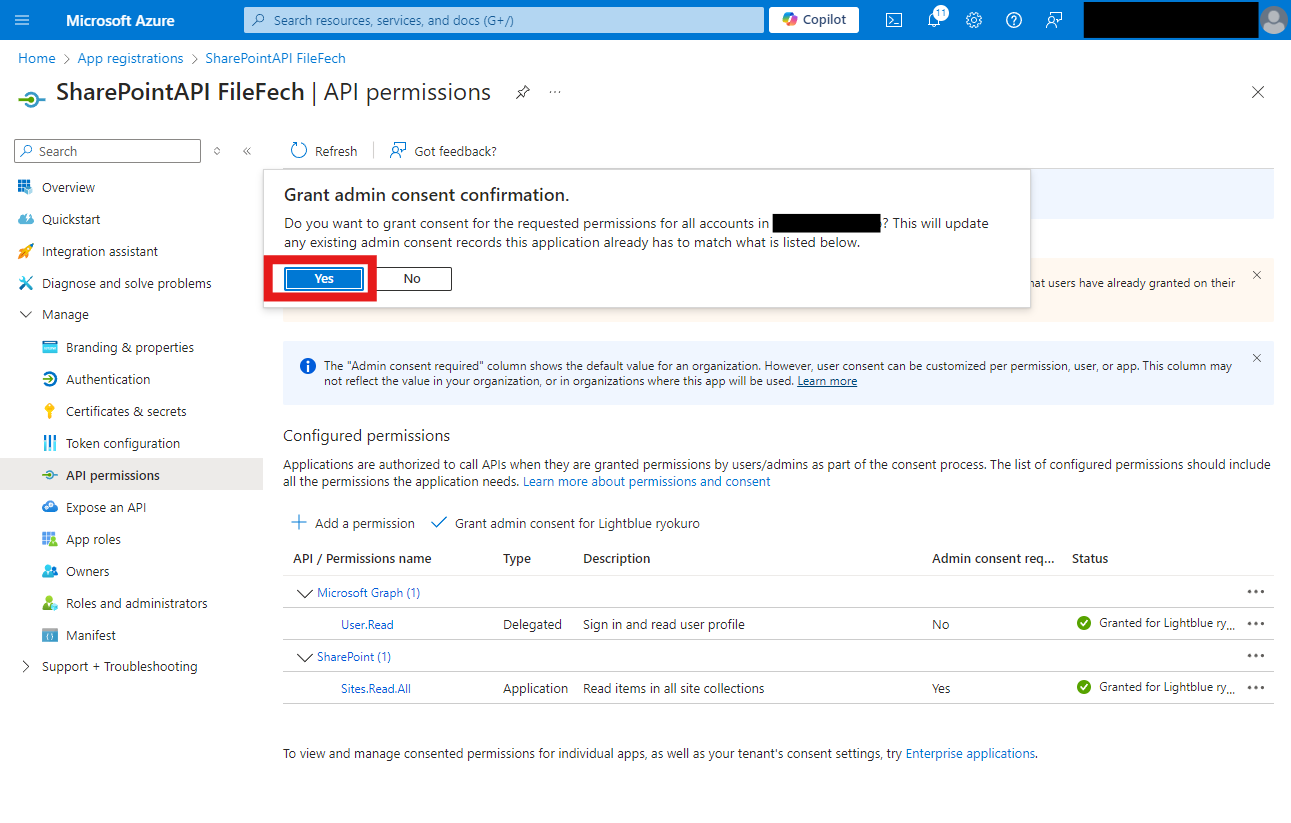 Microsoft Azure
Search resources, services, and docs (G+/)
Copilot
11
Home > App registrations > SharePointAPI FileFech
SharePointAPI FileFech | API permissions
Search
Refresh
Got feedback?
Overview
Quickstart
Integration assistant
Diagnose and solve problems
Manage
Branding & properties
Authentication
Certificates & secrets
Token configuration
API permissions
Expose an API
App roles
Owners
Roles and administrators
Manifest
Support + Troubleshooting
Grant admin consent confirmation.
Do you want to grant consent for the requested permissions for all accounts in ? This will update
any existing admin consent records this application already has to match what is listed below.
Yes
No
at users have already granted on their
The "Admin consent required" column shows the default value for an organization. However, user consent can be customized per permission, user, or app. This column may
not reflect the value in your organization, or in organizations where this app will be used. Learn more
Configured permissions
Applications are authorized to call APIs when they are granted permissions by users/admins as part of the consent process. The list of configured permissions should include
all the permissions the application needs. Learn more about permissions and consent
Add a permission
Grant admin consent for Lightblue ryokuro
API / Permissions name Type Description Admin consent req... Status
Microsoft Graph (1)
User.Read Delegated Sign in and read user profile No Granted for Lightblue ry...
SharePoint (1)
Sites.Read.All Application Read items in all site collections Yes Granted for Lightblue ry...
To view and manage consented permissions for individual apps, as well as your tenant's consent settings, try Enterprise applications.